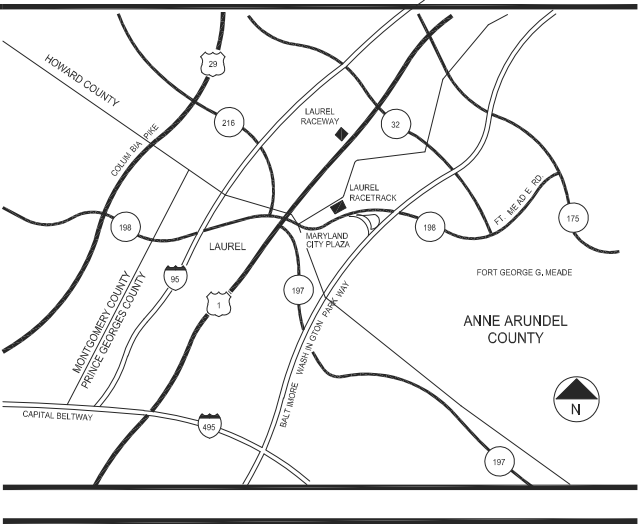 29
HOWARD COUNTY
216
LAUREL
RACEWAY
32
COLUM BIA PIKE
LAUREL
RACETRACK
FT. MEAD E RD.
175
198
LAUREL
MARYLAND
CITY PLAZA
198
95
197
1
FORT GEORGE G. MEADE
MONTGOMERY COUNTY
PRINCE GEORGES COUNTY
BALT IMORE WASH IN GTON PARK WAY
ANNE ARUNDEL
COUNTY
N
CAPITAL BELTWAY
495
197